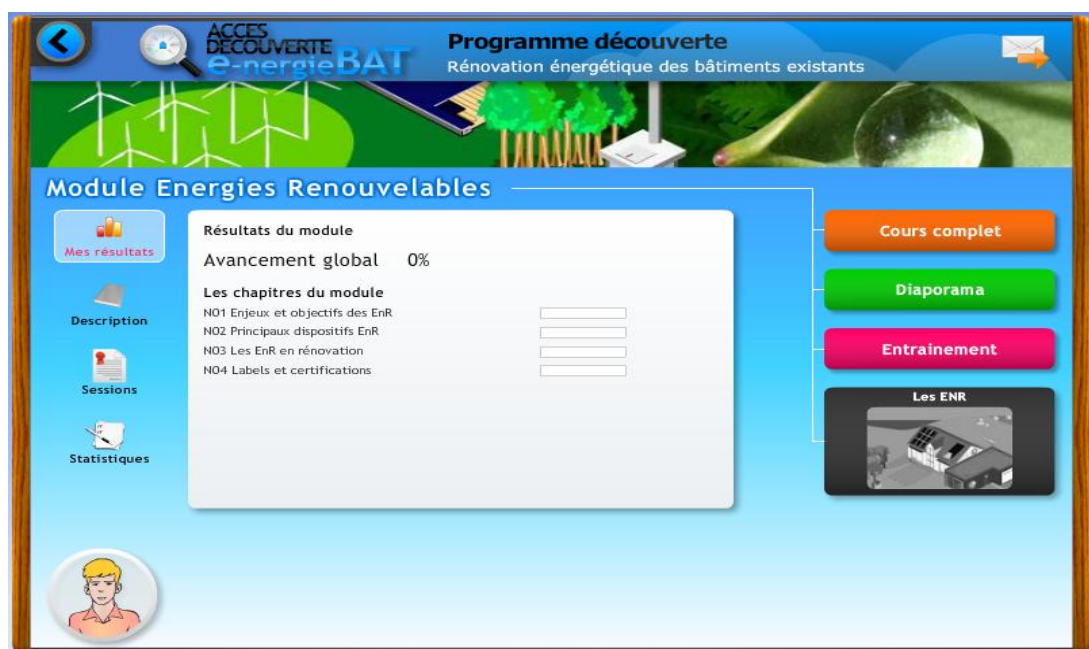 ACCES
DECOUVERTE
e-nergieBAT
Programme découverte
Rénovation énergétique des bâtiments existants
Module Energies Renouvelables
Mes résultats
Description
Sessions
Statistiques
Résultats du module
Avancement global 0%
Les chapitres du module
N01 Enjeux et objectifs des EnR
N02 Principaux dispositifs EnR
N03 Les EnR en rénovation
N04 Labels et certifications
Cours complet
Diaporama
Entrainement
Les ENR